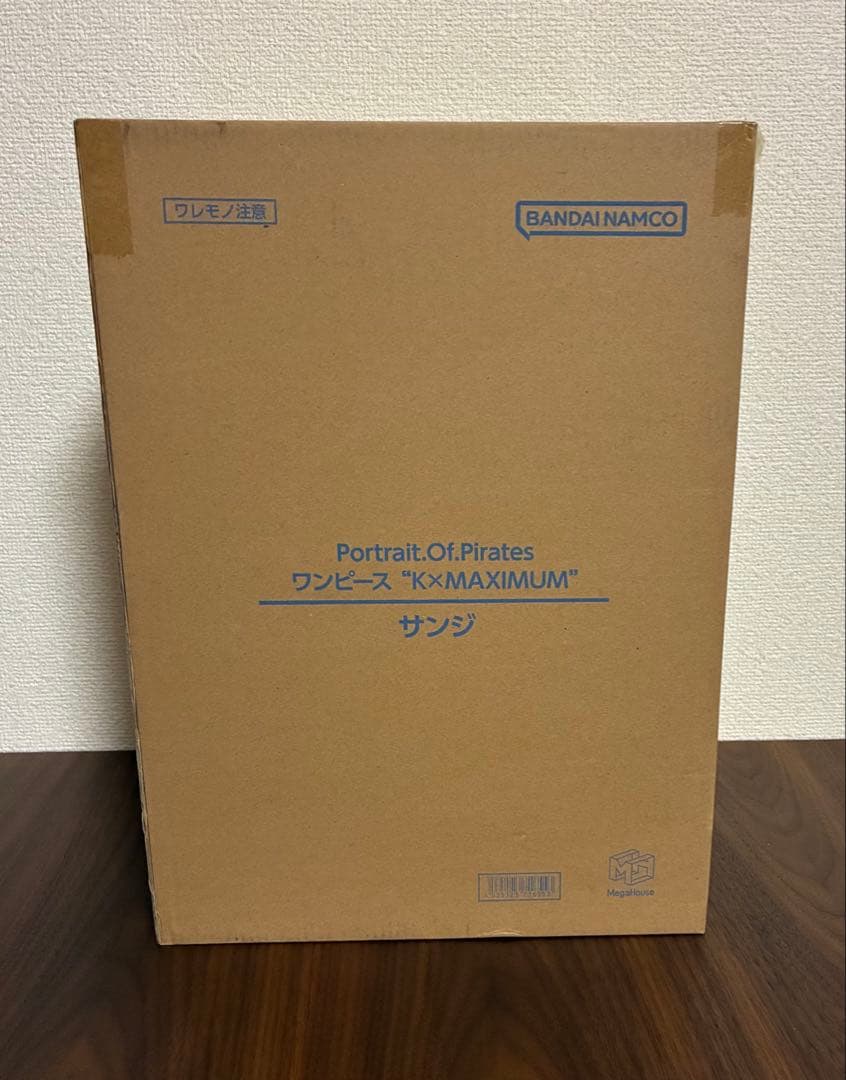 ワレモノ注意
BANDAI NAMCO
Portrait.Of.Pirates
ワンピース “K×MAXIMUM”
サンジ
MegaHouse